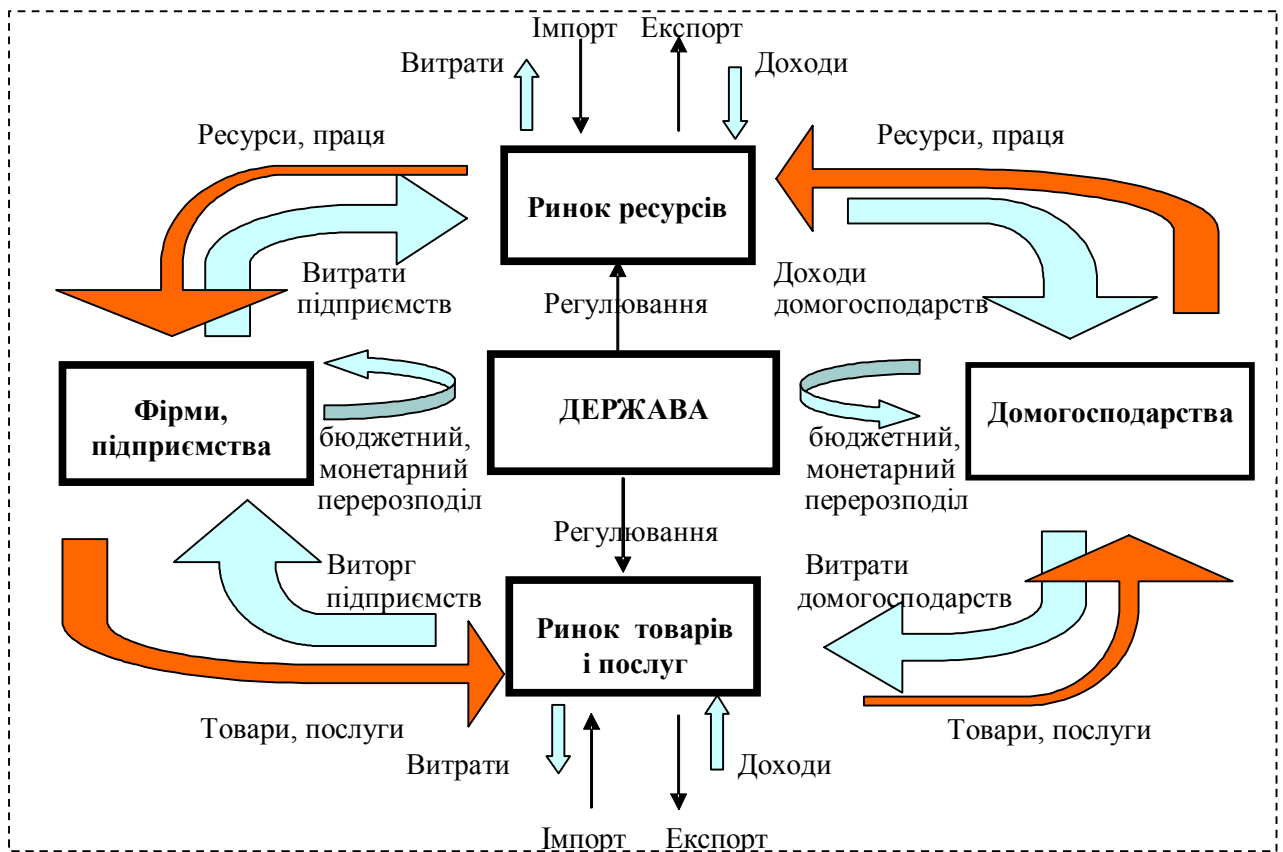 Імпорт Експорт
Витрати Доходи
Ресурси, праця Ресурси, праця
Ринок ресурсів
Витрати
підприємств
Доходи
домогосподарств
Регулювання
Фірми,
підприємства
ДЕРЖАВА
Домогосподарства
бюджетний,
монетарний
перерозподіл
бюджетний,
монетарний
перерозподіл
Регулювання
Виторг
підприємств
Витрати
домогосподарств
Ринок товарів
і послуг
Товари, послуги Товари, послуги
Витрати Доходи
Імпорт Експорт